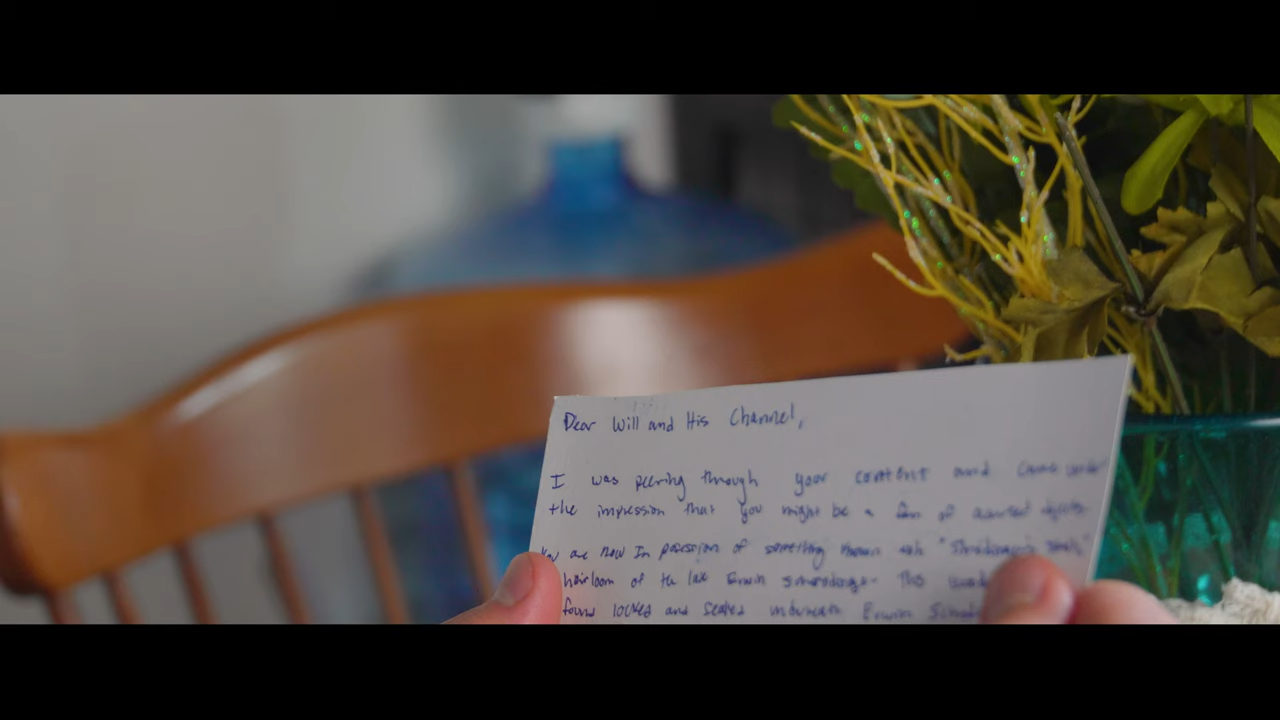 Dear Will and His Channel,
I was peering through your content and came under
the impression that you might be a fan of objects.
You are now In possession of something known as "
heirloom of the late Erwin This
found locked and sealed underneath Erwin